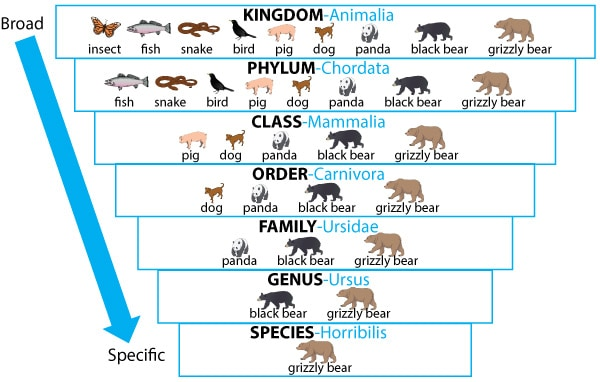 Broad
KINGDOM-Animalia
insect fish snake bird pig dog panda black bear grizzly bear
PHYLUM-Chordata
fish snake bird pig dog panda black bear grizzly bear
CLASS-Mammalia
pig dog panda black bear grizzly bear
ORDER-Carnivora
dog panda black bear grizzly bear
FAMILY-Ursidae
panda black bear grizzly bear
GENUS-Ursus
black bear grizzly bear
SPECIES-Horribilis
grizzly bear
Specific